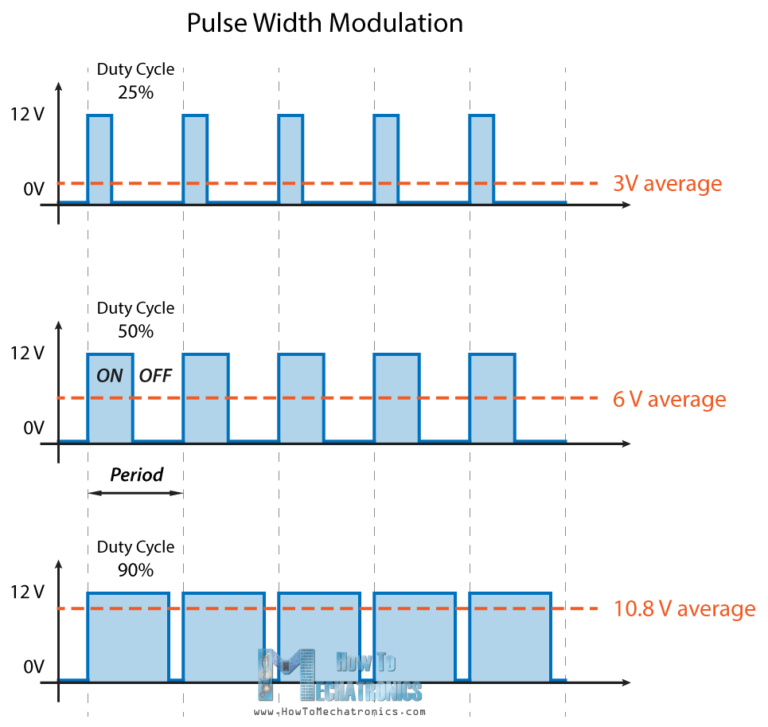 Pulse Width Modulation
Duty Cycle
25%
12 V
0V
3V average
Duty Cycle
50%
12 V
ON OFF
6 V average
0V
Period
Duty Cycle
90%
12 V
10.8 V average
0V
How To
MECHATRONICS
www.HowToMechatronics.com